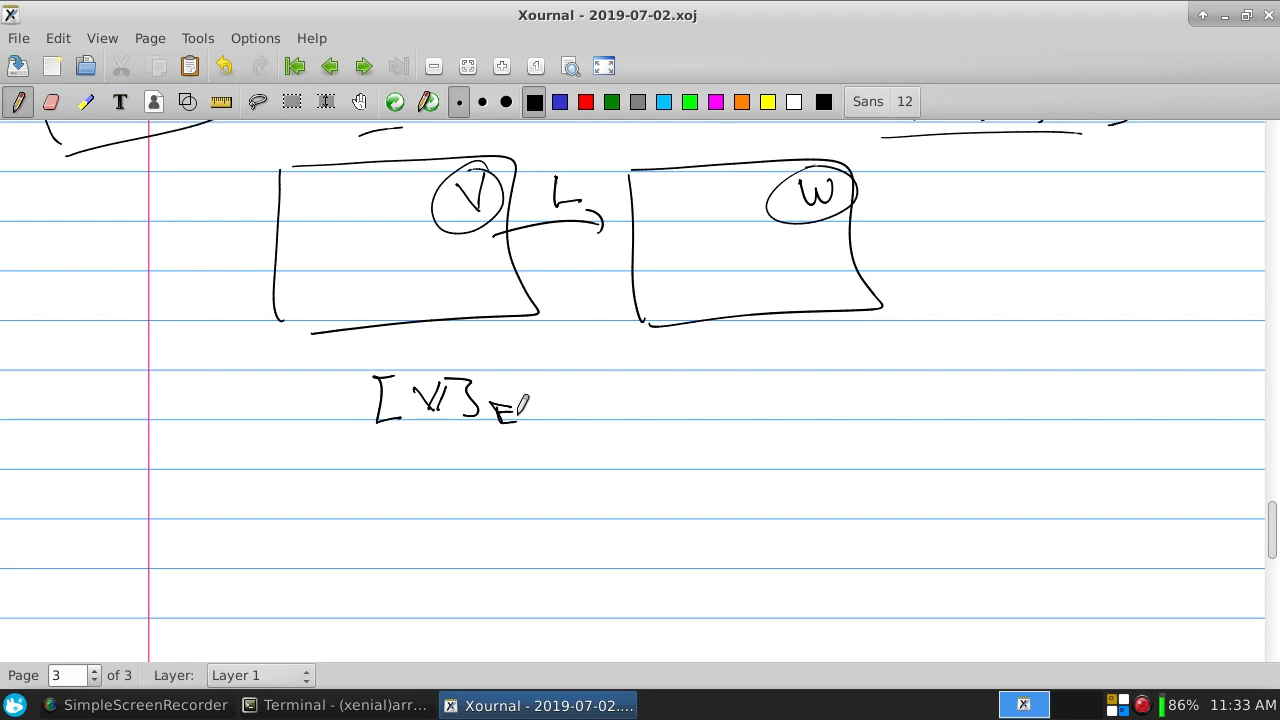 Xournal - 2019-07-02.xoj
File Edit View Page Tools Options Help
Sans 12
V L W
[V]E
Page 3 of 3 Layer: Layer 1
SimpleScreenRecorder Terminal - (xenial)arr... Xournal - 2019-07-02.... 86% 11:33 AM